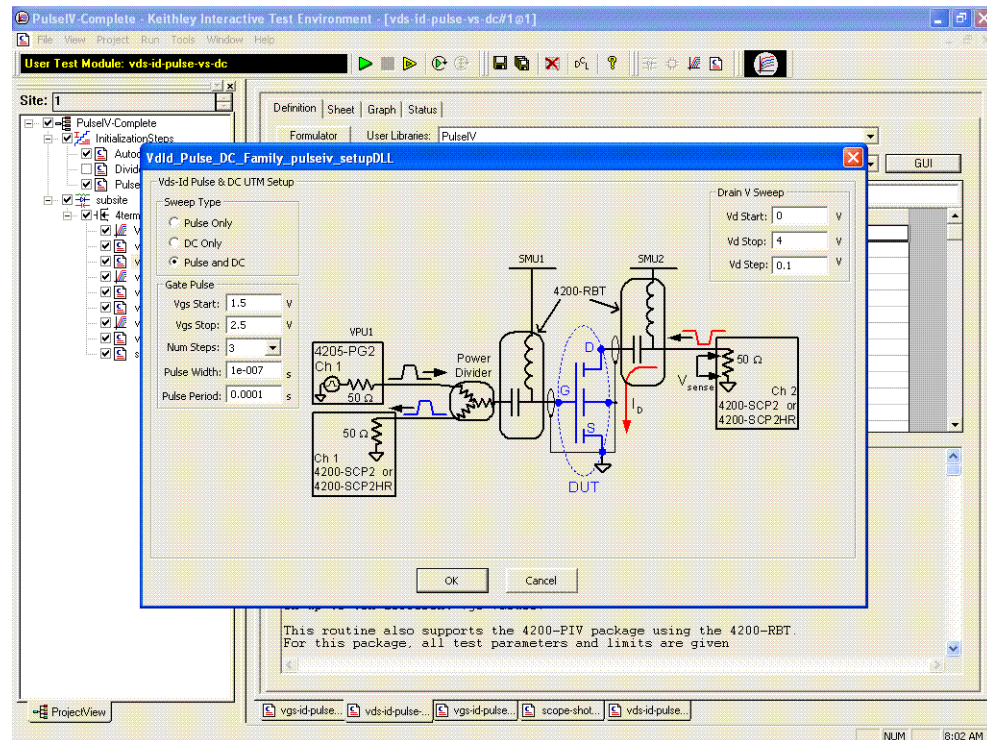 PulseIV-Complete - Keithley Interactive Test Environment - [vds-id-pulse-vs-dc#1@1]
File View Project Run Tools Window Help
User Test Module: vds-id-pulse-vs-dc
Site: 1
PulseIV-Complete
InitializationSteps
Autoc
Divide
Pulse
subsite
4term
Definition Sheet Graph Status
Formulator User Libraries: PulseIV
GUI
VdId_Pulse_DC_Family_pulseiv_setupDLL
Vds-Id Pulse & DC UTM Setup
Sweep Type
Pulse Only
DC Only
Pulse and DC
Gate Pulse
Vgs Start: 1.5 V
Vgs Stop: 2.5 V
Num Steps: 3
Pulse Width: 1e-007 s
Pulse Period: 0.0001 s
Drain V Sweep
Vd Start: 0 V
Vd Stop: 4 V
Vd Step: 0.1 V
SMU1
SMU2
4200-RBT
VPU1
4205-PG2
Ch 1
50 Ω
Power
Divider
50 Ω
Ch 1
4200-SCP2 or
4200-SCP2HR
D
G
S
I_D
DUT
50 Ω
V_sense
Ch 2
4200-SCP2 or
4200-SCP2HR
OK Cancel
This routine also supports the 4200-PIV package using the 4200-RBT.
For this package, all test parameters and limits are given
ProjectView
vgs-id-pulse... vds-id-pulse-... vgs-id-pulse... scope-shot... vds-id-pulse...
NUM 8:02 AM